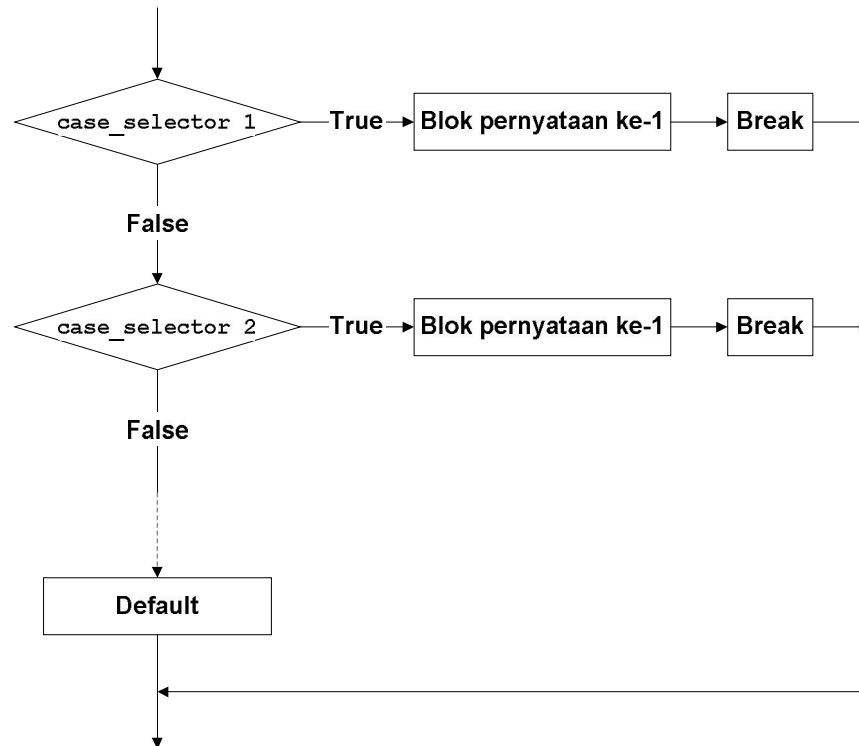 case_selector 1
True
Blok pernyataan ke-1
Break
False
case_selector 2
True
Blok pernyataan ke-1
Break
False
Default